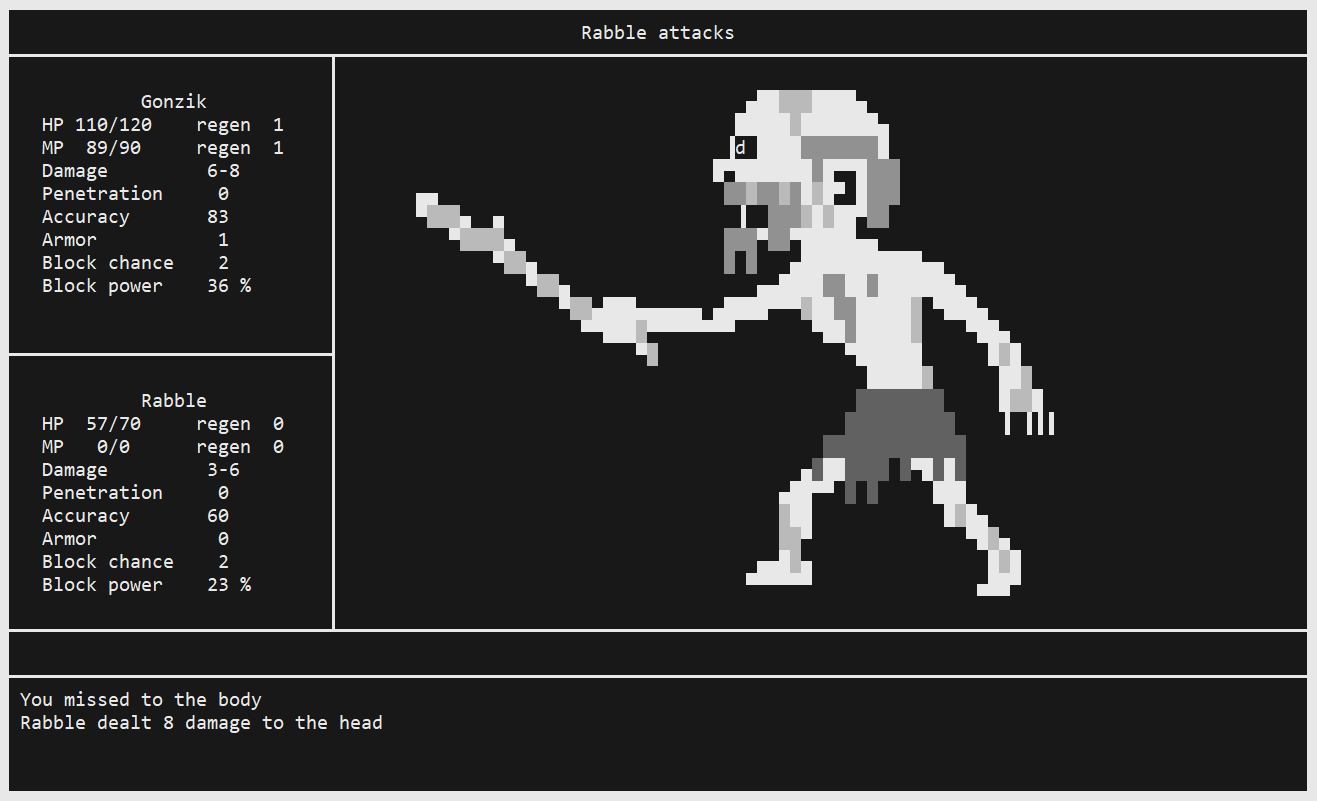 Rabble attacks
Gonzik
HP 110/120 regen 1
MP 89/90 regen 1
Damage 6-8
Penetration 0
Accuracy 83
Armor 1
Block chance 2
Block power 36 %
d
Rabble
HP 57/70 regen 0
MP 0/0 regen 0
Damage 3-6
Penetration 0
Accuracy 60
Armor 0
Block chance 2
Block power 23 %
You missed to the body
Rabble dealt 8 damage to the head